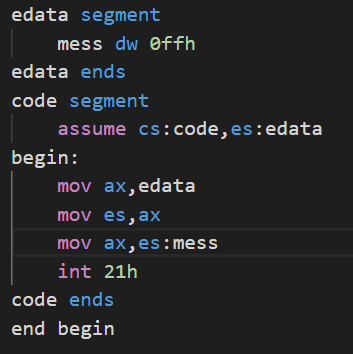 edata segment
    mess dw 0ffh
edata ends
code segment
    assume cs:code,es:edata
begin:
    mov ax,edata
    mov es,ax
    mov ax,es:mess
    int 21h
code ends
end begin